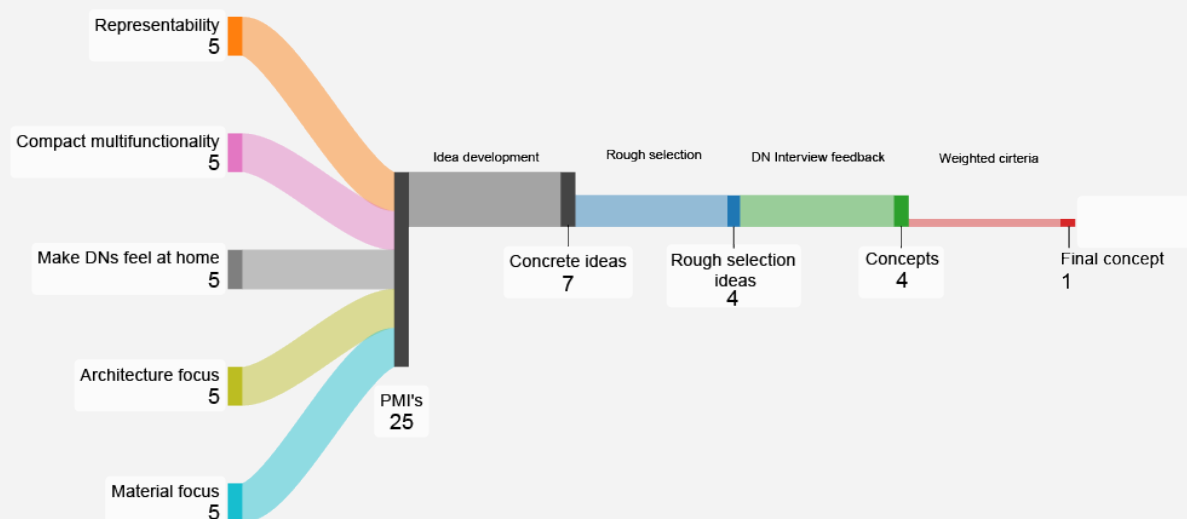 Representability
5
Compact multifunctionality
5
Make DNs feel at home
5
Architecture focus
5
Material focus
5
PMI's
25
Idea development
Rough selection
DN Interview feedback
Weighted cirteria
Concrete ideas
7
Rough selection
ideas
4
Concepts
4
Final concept
1